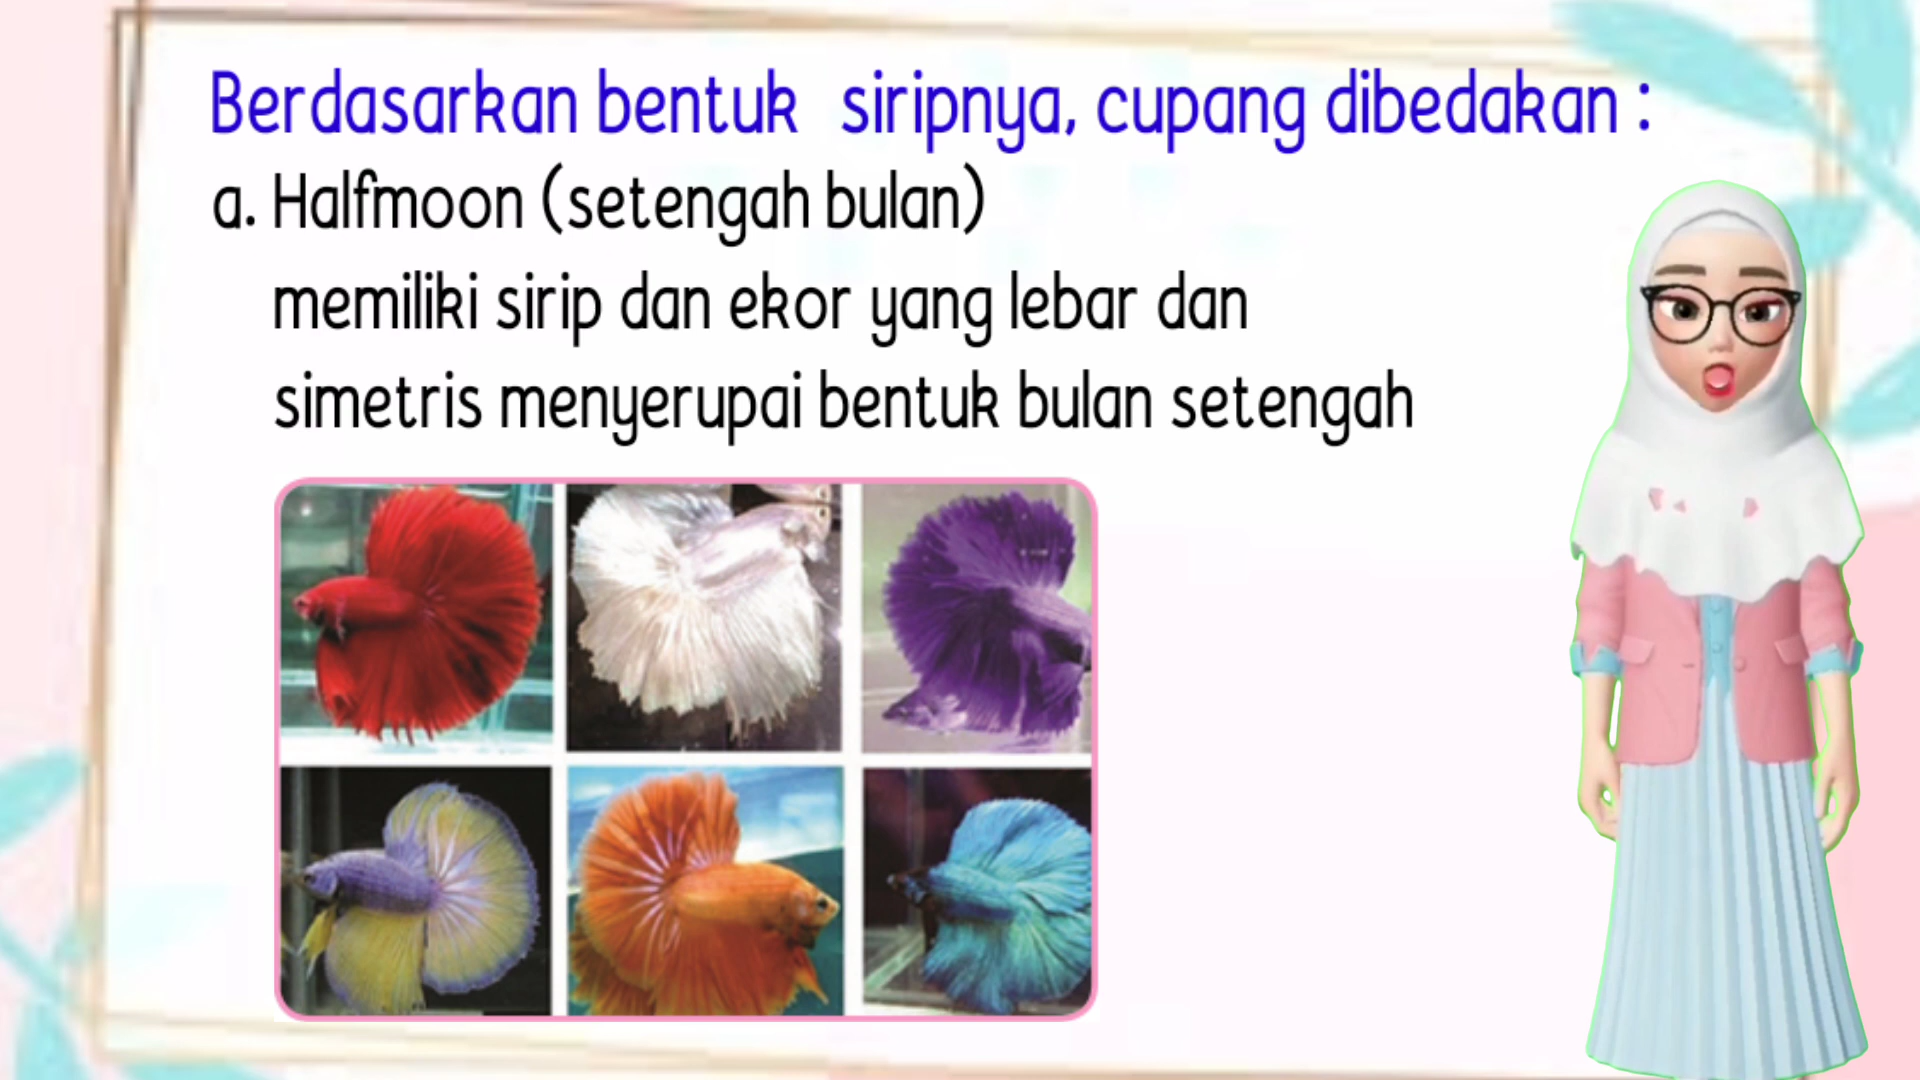 Berdasarkan bentuk siripnya, cupang dibedakan :
a. Halfmoon (setengah bulan)
memiliki sirip dan ekor yang lebar dan
simetris menyerupai bentuk bulan setengah